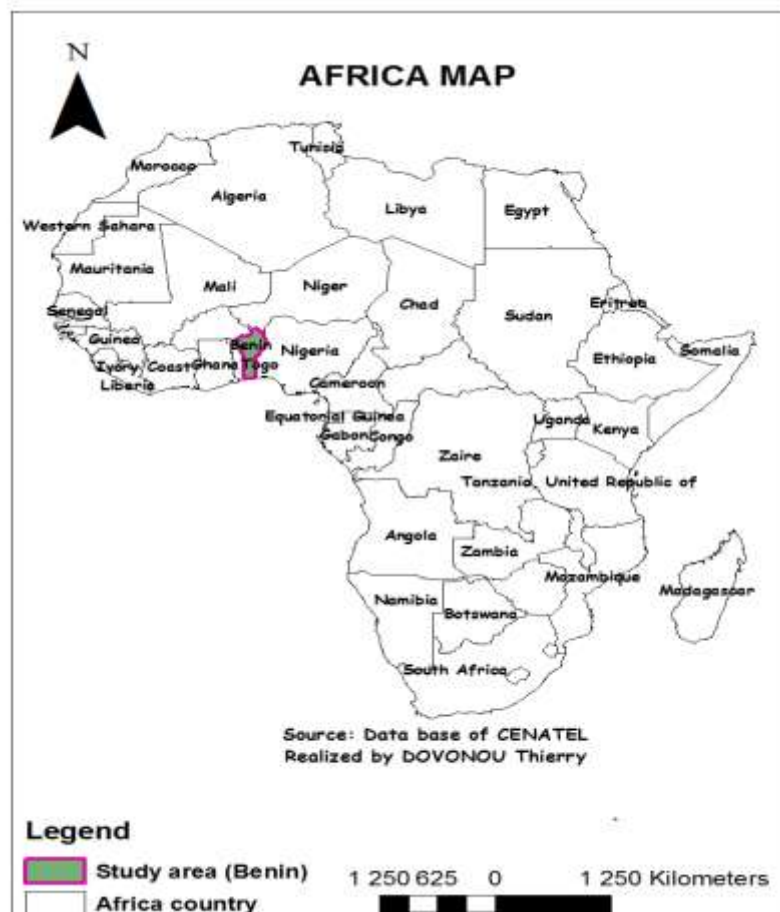 N
AFRICA MAP
Tunisia
Morocco
Algeria
Libya
Egypt
Western Sahara
Mauritania
Mali
Niger
Chad
Sudan
Eritrea
Senegal
Guinea
Benin
Nigeria
Ethiopia
Somalia
Ivory Coast
Ghana
Togo
Liberia
Cameroon
Equatorial Guinea
Uganda
Kenya
Gabon
Congo
Zaire
Tanzania
United Republic of
Angola
Zambia
Mozambique
Madagascar
Namibia
Botswana
South Africa
Source: Data base of CENATEL
Realized by DOVONOU Thierry
Legend
Study area (Benin)
1 250 625 0 1 250 Kilometers
Africa country